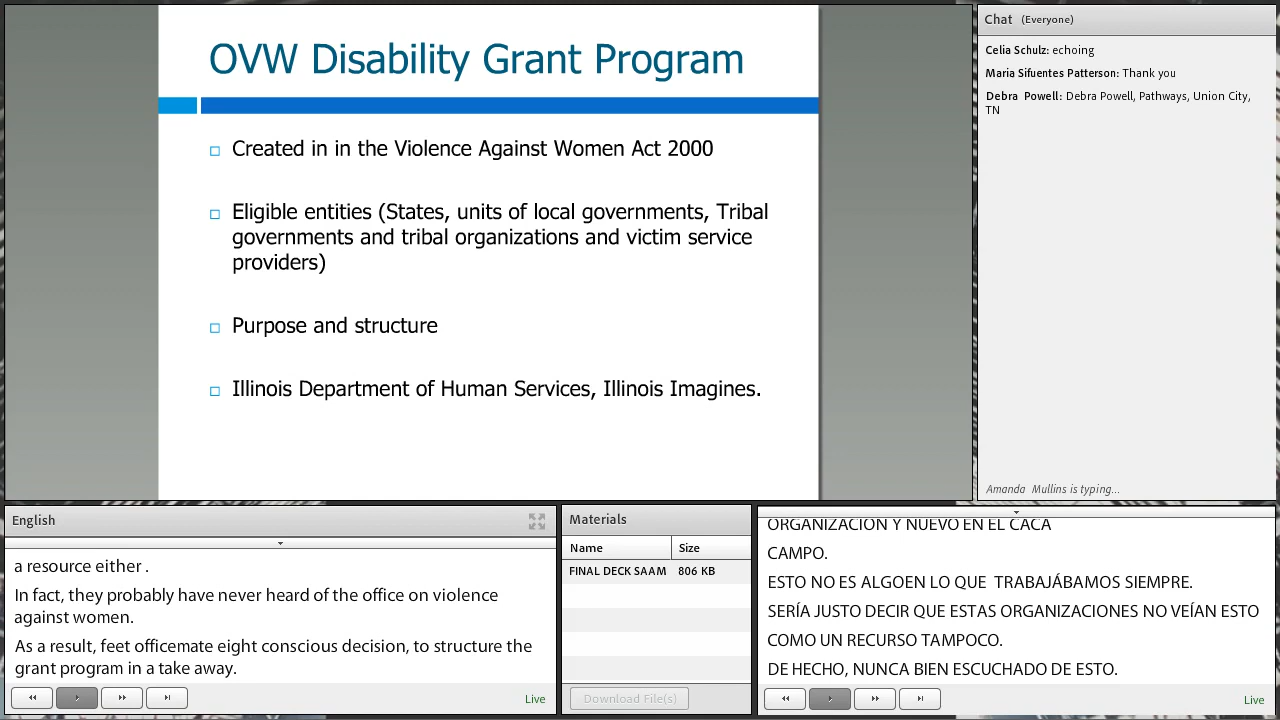 OVW Disability Grant Program
Created in in the Violence Against Women Act 2000
Eligible entities (States, units of local governments, Tribal
governments and tribal organizations and victim service
providers)
Purpose and structure
Illinois Department of Human Services, Illinois Imagines.
Chat (Everyone)
Celia Schulz: echoing
Maria Sifuentes Patterson: Thank you
Debra Powell: Debra Powell, Pathways, Union City,
TN
Amanda Mullins is typing...
English
a resource either .
In fact, they probably have never heard of the office on violence
against women.
As a result, feet officemate eight conscious decision, to structure the
grant program in a take away.
Live
Materials
Name Size
FINAL DECK SAAM 806 KB
Download File(s)
ORGANIZACIÓN Y NUEVO EN EL CACA
CAMPO.
ESTO NO ES ALGOEN LO QUE TRABAJÁBAMOS SIEMPRE.
SERÍA JUSTO DECIR QUE ESTAS ORGANIZACIONES NO VEÍAN ESTO
COMO UN RECURSO TAMPOCO.
DE HECHO, NUNCA BIEN ESCUCHADO DE ESTO.
Live